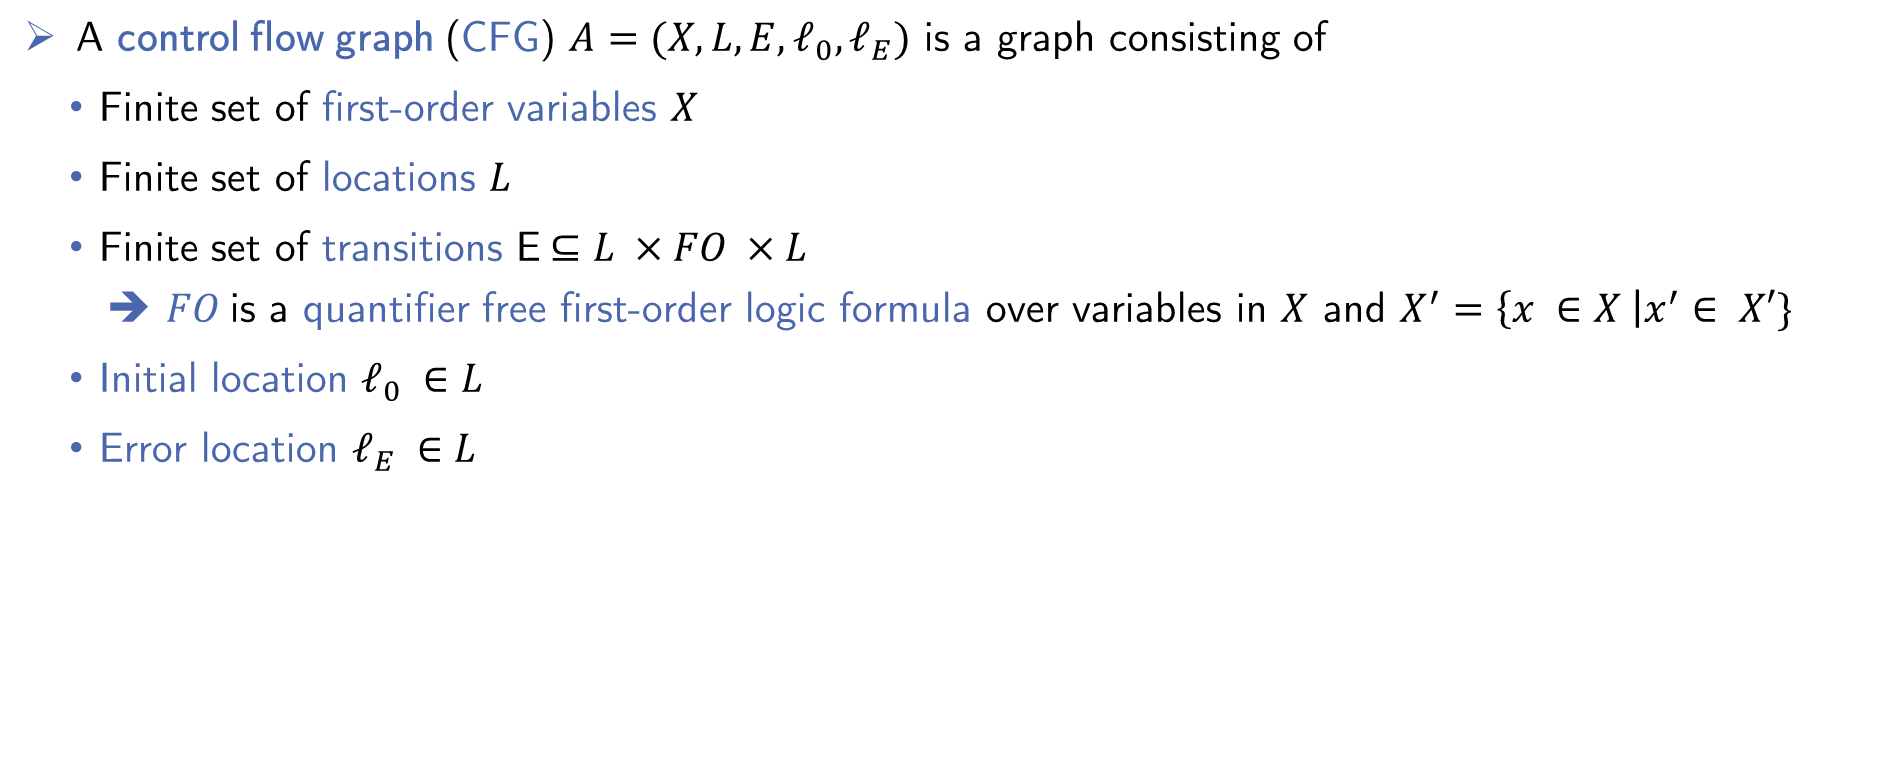 ➢ A control flow graph (CFG) A = (X, L, E, ℓ₀, ℓ_E) is a graph consisting of
• Finite set of first-order variables X
• Finite set of locations L
• Finite set of transitions E ⊆ L × FO × L
➔ FO is a quantifier free first-order logic formula over variables in X and X′ = {x ∈ X |x′ ∈ X′}
• Initial location ℓ₀ ∈ L
• Error location ℓ_E ∈ L